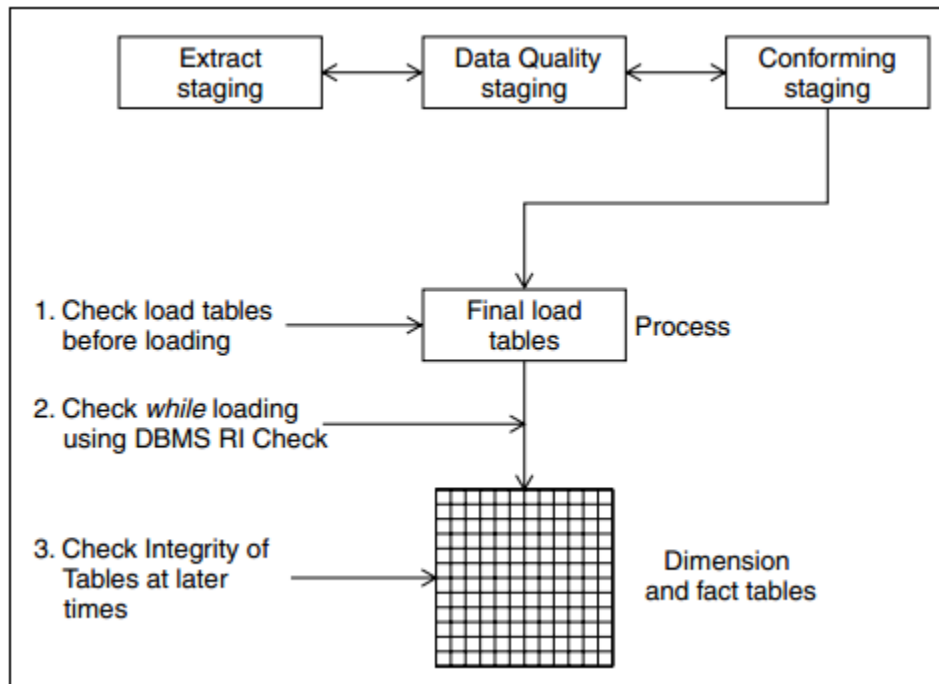 Extract
staging
Data Quality
staging
Conforming
staging
1. Check load tables
before loading
Final load
tables
Process
2. Check while loading
using DBMS RI Check
3. Check Integrity of
Tables at later
times
Dimension
and fact tables